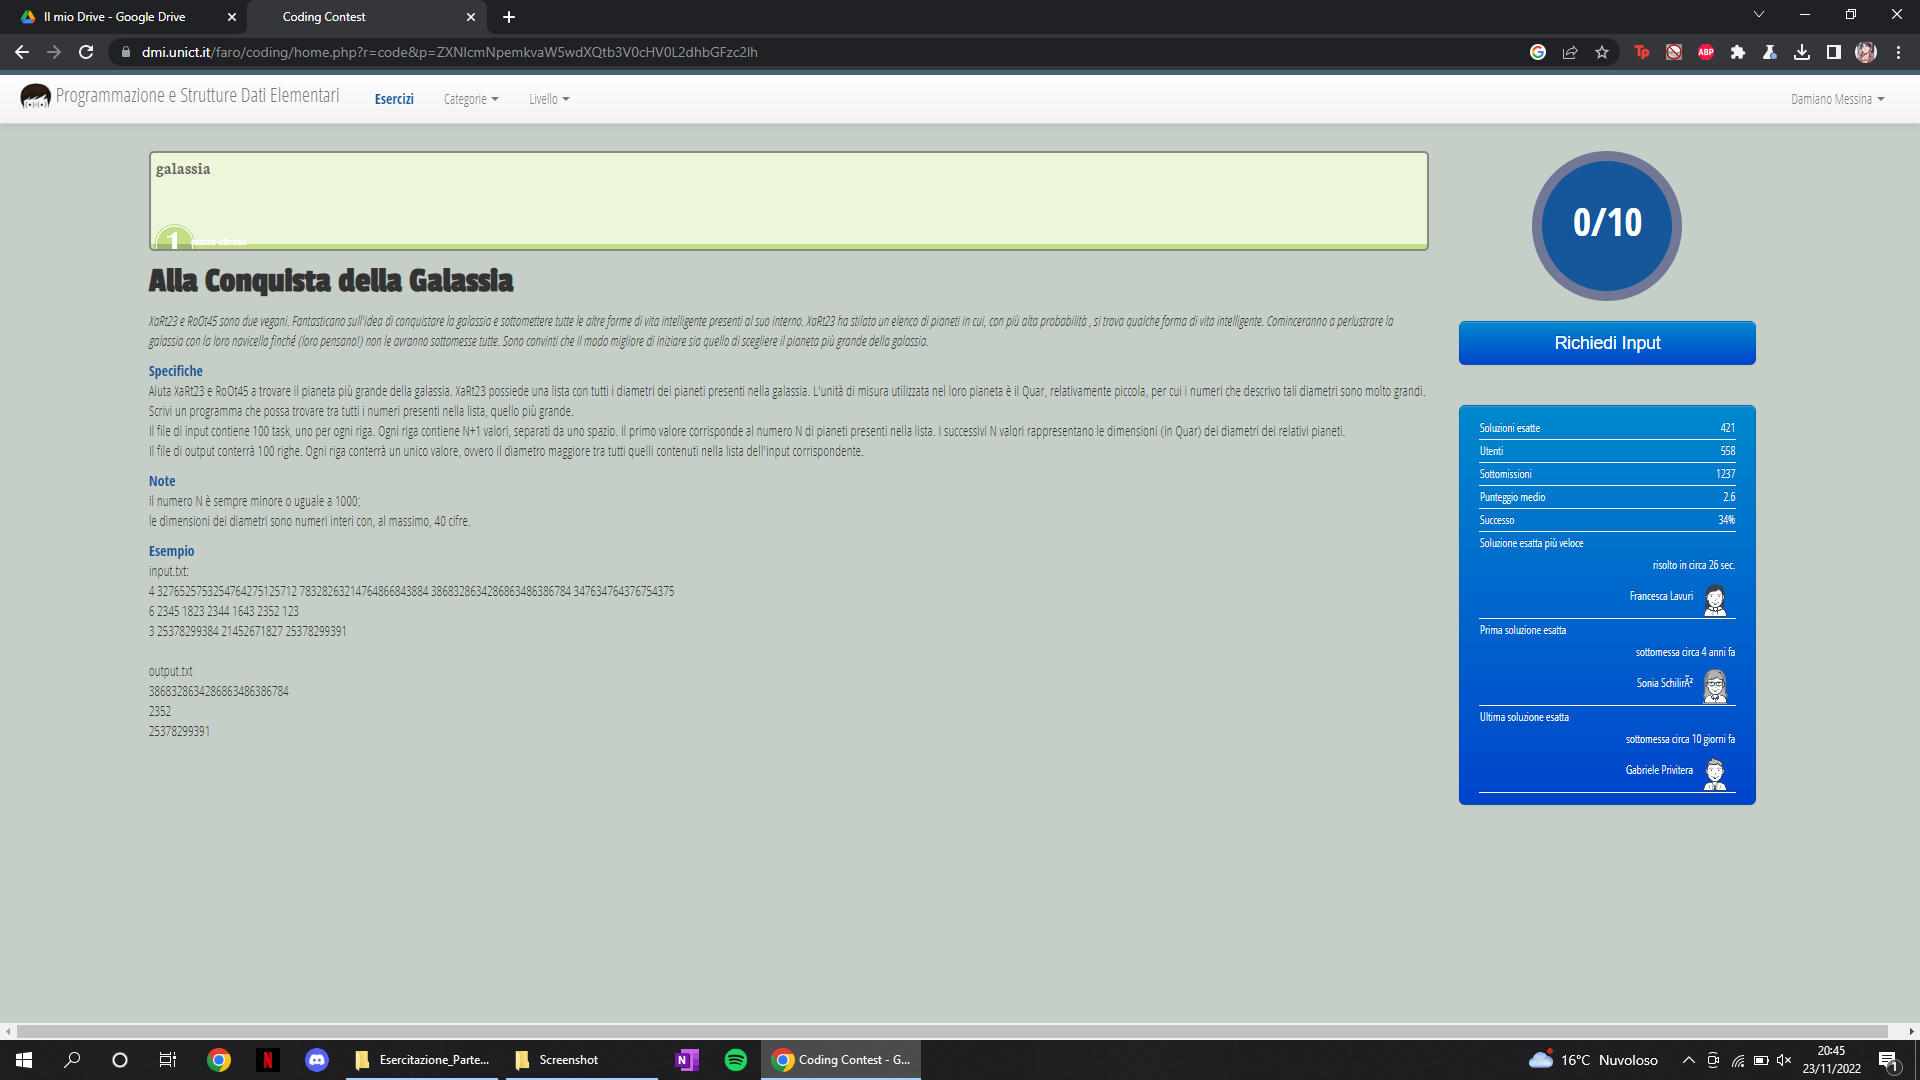 Il mio Drive - Google Drive
Coding Contest
dmi.unict.it/faro/coding/home.php?r=code&p=ZXNlcmNpemkvaW5wdXQtb3V0cHV0L2dhbGFzc2lh
Programmazione e Strutture Dati Elementari
Esercizi
Categorie
Livello
Damiano Messina
galassia
1 senza sforzo
0/10
Alla Conquista della Galassia
XaRt23 e RoOt45 sono due vegani. Fantasticano sull'idea di conquistare la galassia e sottomettere tutte le altre forme di vita intelligente presenti al suo interno. XaRt23 ha stilato un elenco di pianeti in cui, con più alta probabilità , si trova qualche forma di vita intelligente. Cominceranno a perlustrare la
galassia con la loro navicella finché (loro pensano!) non le avranno sottomesse tutte. Sono convinti che il modo migliore di iniziare sia quello di scegliere il pianeta più grande della galassia.
Specifiche
Aiuta XaRt23 e RoOt45 a trovare il pianeta più grande della galassia. XaRt23 possiede una lista con tutti i diametri dei pianeti presenti nella galassia. L'unità di misura utilizzata nel loro pianeta è il Quar, relativamente piccola, per cui i numeri che descrivo tali diametri sono molto grandi.
Scrivi un programma che possa trovare tra tutti i numeri presenti nella lista, quello più grande.
Il file di input contiene 100 task, uno per ogni riga. Ogni riga contiene N+1 valori, separati da uno spazio. Il primo valore corrisponde al numero N di pianeti presenti nella lista. I successivi N valori rappresentano le dimensioni (in Quar) dei diametri dei relativi pianeti.
Il file di output conterrà 100 righe. Ogni riga conterrà un unico valore, ovvero il diametro maggiore tra tutti quelli contenuti nella lista dell'input corrispondente.
Note
il numero N è sempre minore o uguale a 1000;
le dimensioni dei diametri sono numeri interi con, al massimo, 40 cifre.
Esempio
input.txt:
4 3276525753254764275125712 78328263214764866843884 3868328634286863486386784 347634764376754375
6 2345 1823 2344 1643 2352 123
3 25378299384 21452671827 25378299391
output.txt
3868328634286863486386784
2352
25378299391
Richiedi Input
Soluzioni esatte 421
Utenti 558
Sottomissioni 1237
Punteggio medio 2.6
Successo 34%
Soluzione esatta più veloce
risolto in circa 26 sec.
Francesca Lavuri
Prima soluzione esatta
sottomessa circa 4 anni fa
Sonia SchilirÃ²
Ultima soluzione esatta
sottomessa circa 10 giorni fa
Gabriele Privitera
Esercitazione_Parte...
Screenshot
Coding Contest - G...
16°C Nuvoloso
20:45
23/11/2022
1